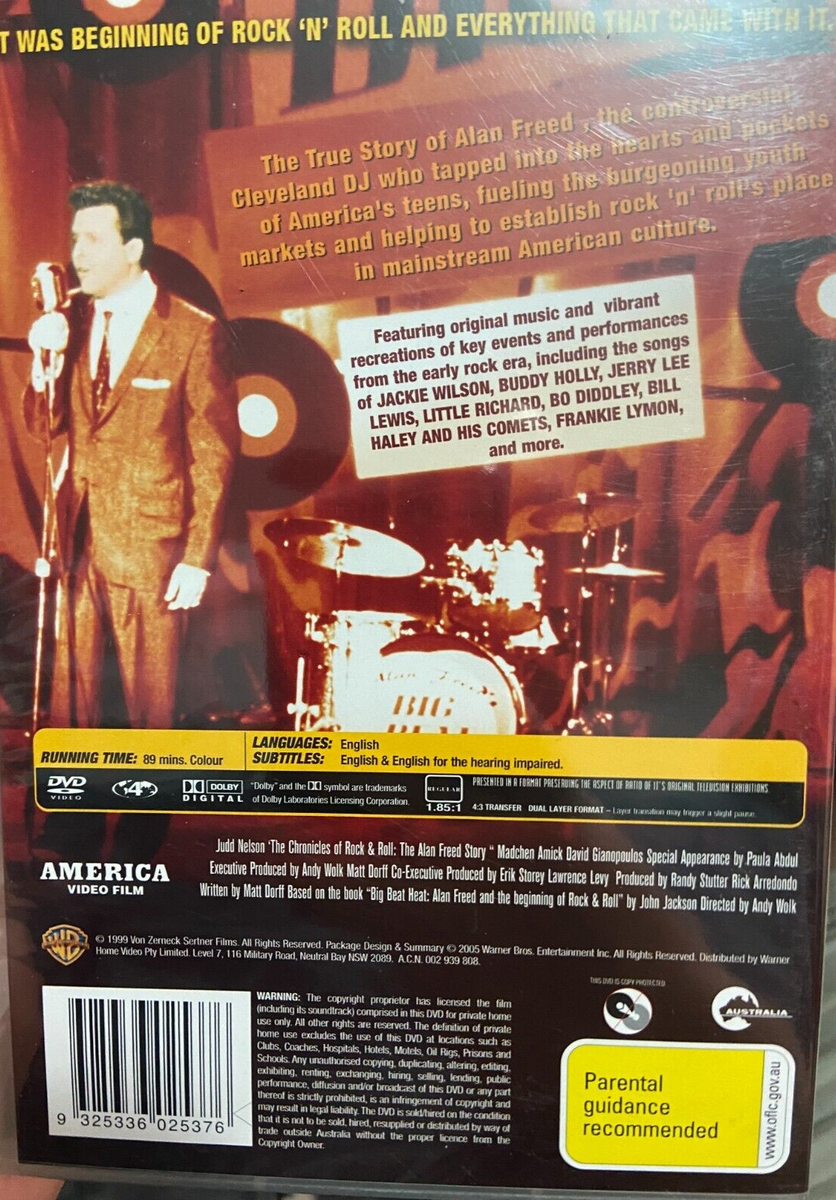 T WAS BEGINNING OF ROCK 'N' ROLL AND EVERYTHING THAT CAME WITH IT.
The True Story of Alan Freed , the controversial
Cleveland DJ who tapped into the hearts and pockets
of America's teens, fueling the burgeoning youth
markets and helping to establish rock 'n' roll's place
in mainstream American culture.
Featuring original music and vibrant
recreations of key events and performances
from the early rock era, including the songs
of JACKIE WILSON, BUDDY HOLLY, JERRY LEE
LEWIS, LITTLE RICHARD, BO DIDDLEY, BILL
HALEY AND HIS COMETS, FRANKIE LYMON,
and more.
Alan Freed
BIG
RUNNING TIME: 89 mins. Colour
LANGUAGES: English
SUBTITLES: English & English for the hearing impaired.
DVD
VIDEO
4
DOLBY
DIGITAL
"Dolby" and the DD symbol are trademarks
of Dolby Laboratories Licensing Corporation.
REGULAR
1.85:1
PRESENTED IN A FORMAT PRESERVING THE ASPECT OF RATIO OF IT'S ORIGINAL TELEVISION EXHIBITIONS
4:3 TRANSFER DUAL LAYER FORMAT – Layer transition may trigger a slight pause.
AMERICA
VIDEO FILM
Judd Nelson 'The Chronicles of Rock & Roll: The Alan Freed Story " Madchen Amick David Gianopoulos Special Appearance by Paula Abdul
Executive Produced by Andy Wolk Matt Dorff Co-Executive Produced by Erik Storey Lawrence Levy Produced by Randy Stutter Rick Arredondo
Written by Matt Dorff Based on the book "Big Beat Heat: Alan Freed and the beginning of Rock & Roll" by John Jackson Directed by Andy Wolk
WB
© 1999 Von Zerneck Sertner Films. All Rights Reserved. Package Design & Summary © 2005 Warner Bros. Entertainment Inc. All Rights Reserved. Distributed by Warner
Home Video Pty Limited. Level 7, 116 Military Road, Neutral Bay NSW 2089. A.C.N. 002 939 808.
WARNING: The copyright proprietor has licensed the film
(including its soundtrack) comprised in this DVD for private home
use only. All other rights are reserved. The definition of private
home use excludes the use of this DVD at locations such as
Clubs, Coaches, Hospitals, Hotels, Motels, Oil Rigs, Prisons and
Schools. Any unauthorised copying, duplicating, altering, editing,
exhibiting, renting, exchanging, hiring, selling, lending, public
performance, diffusion and/or broadcast of this DVD or any part
thereof is strictly prohibited, is an infringement of copyright and
may result in legal liability. The DVD is sold/hired on the condition
that it is not to be sold, hired, resupplied or distributed by way of
trade outside Australia without the proper licence from the
Copyright Owner.
9 325336 025376
THIS DVD IS COPY PROTECTED
AUSTRALIA
Parental
guidance
recommended
www.oflc.gov.au